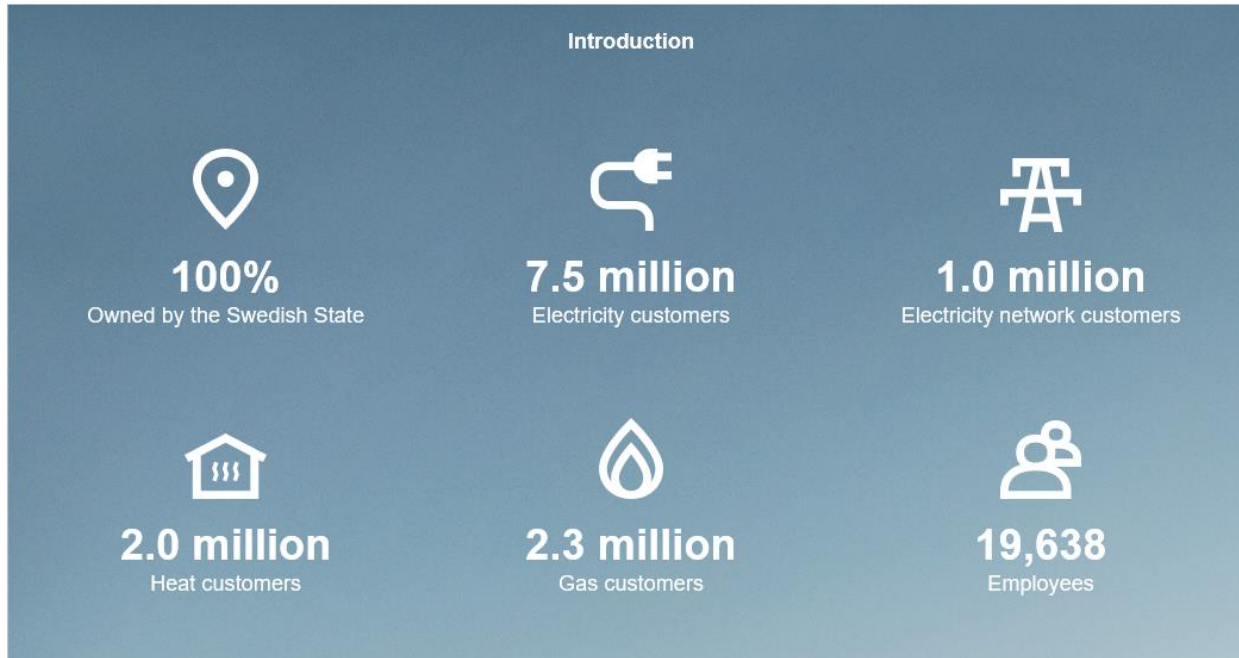 Introduction
100%
Owned by the Swedish State
7.5 million
Electricity customers
1.0 million
Electricity network customers
2.0 million
Heat customers
2.3 million
Gas customers
19,638
Employees